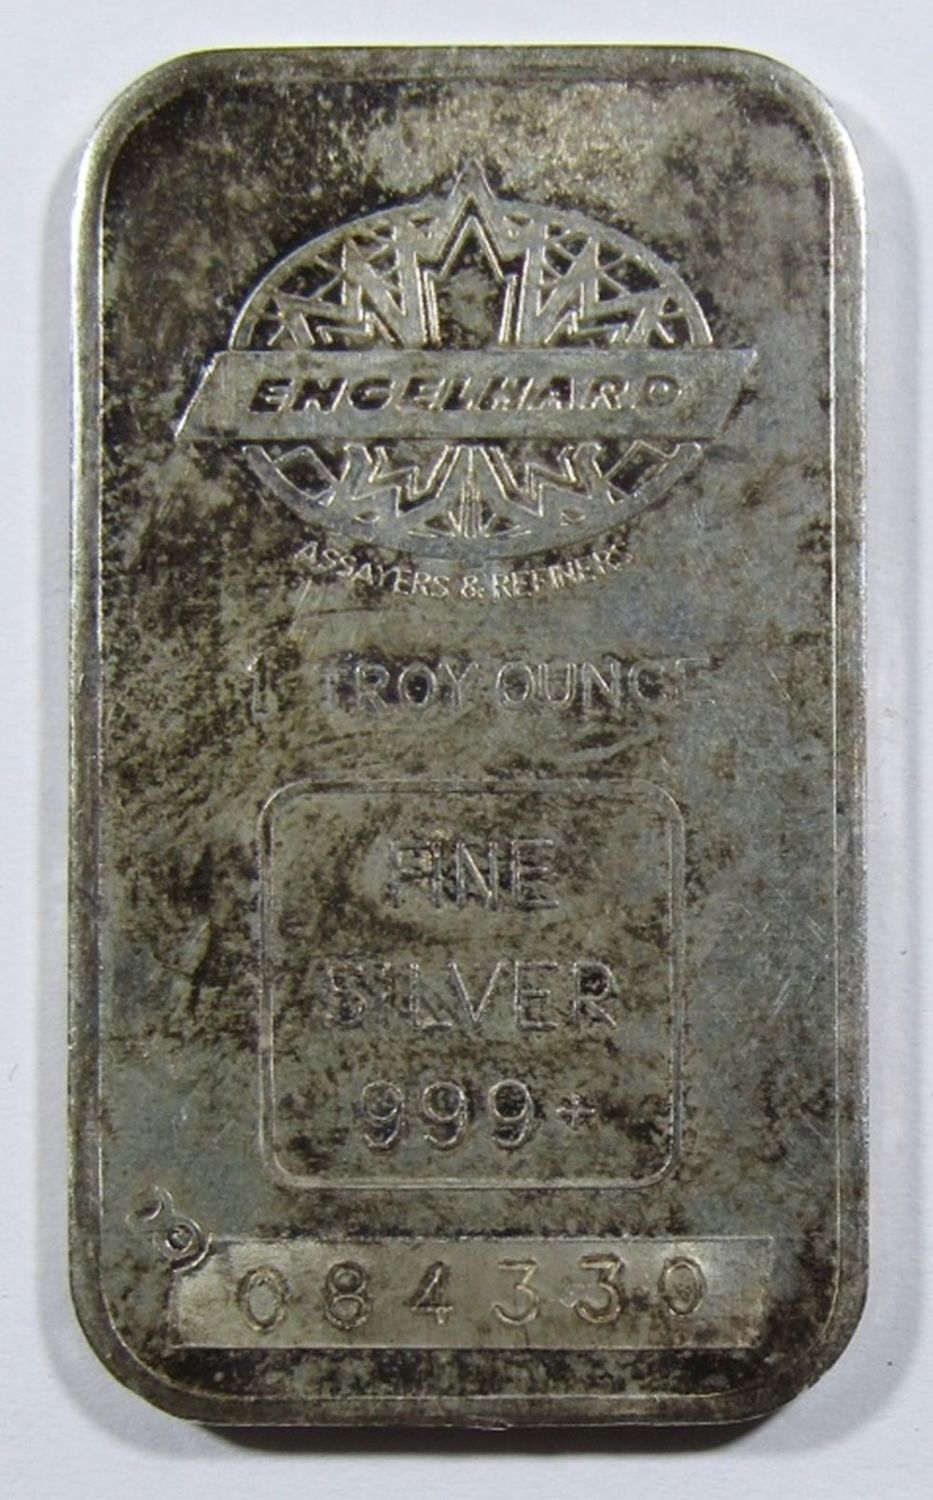 ENGELHARD
ASSAYERS & REFINERS
1 TROY OUNCE
FINE
SILVER
999+
084330